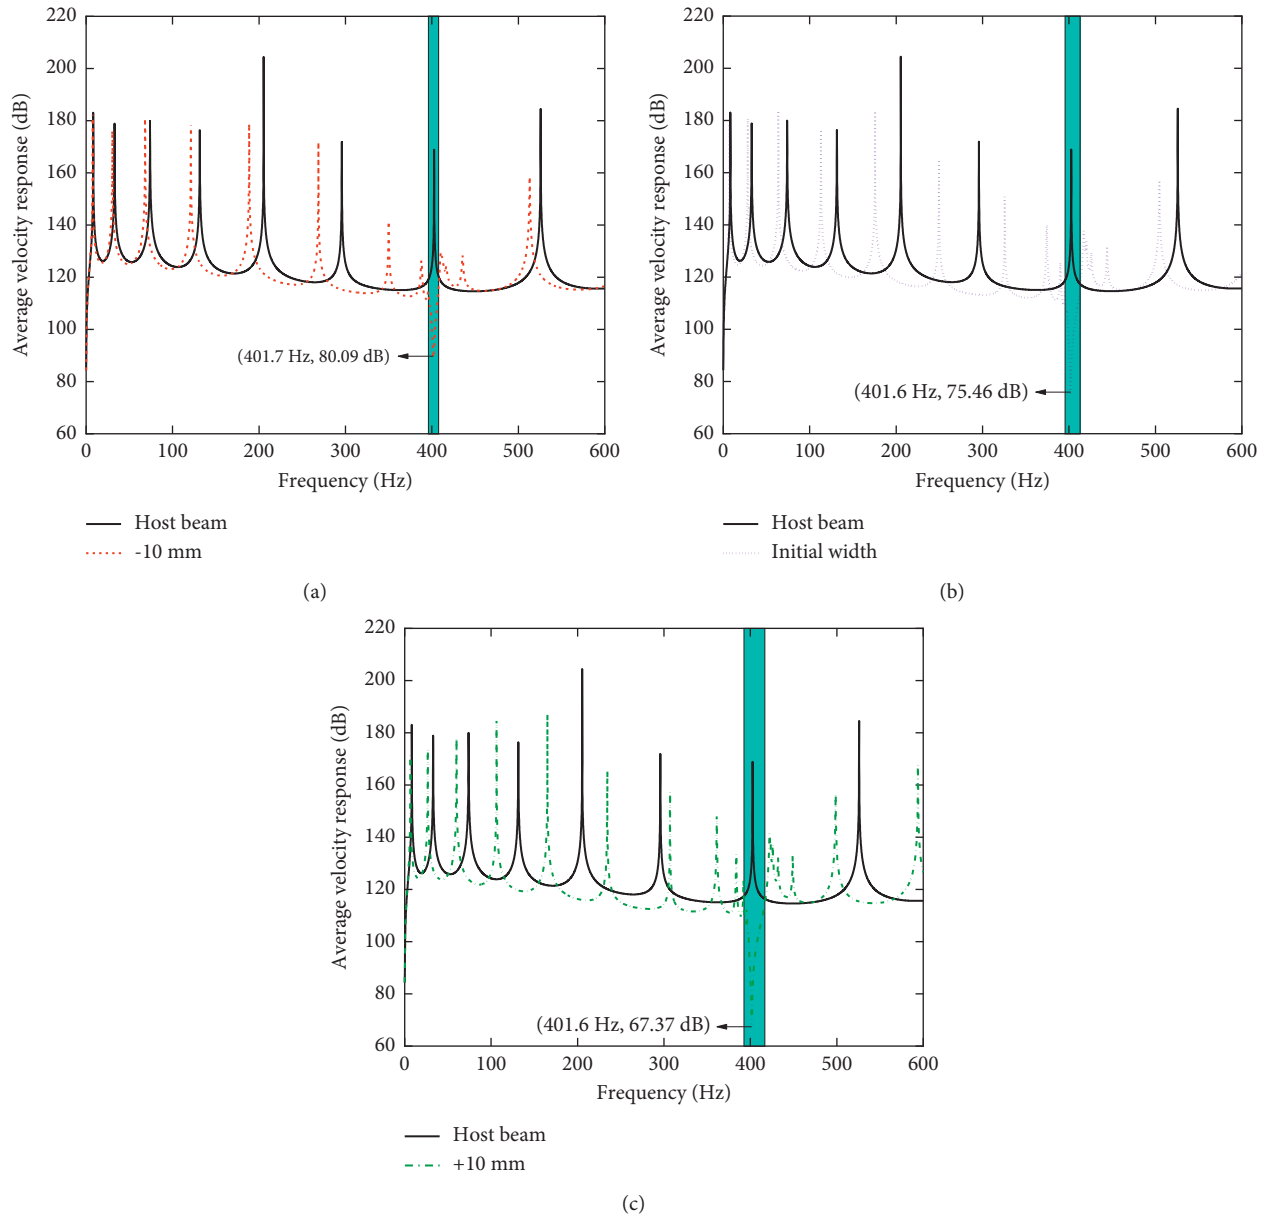 220
200
180
160
140
120
100
80
60
Average velocity response (dB)
(401.7 Hz, 80.09 dB)
0 100 200 300 400 500 600
Frequency (Hz)
Host beam
-10 mm
(a)
220
200
180
160
140
120
100
80
60
Average velocity response (dB)
(401.6 Hz, 75.46 dB)
0 100 200 300 400 500 600
Frequency (Hz)
Host beam
Initial width
(b)
220
200
180
160
140
120
100
80
60
Average velocity response (dB)
(401.6 Hz, 67.37 dB)
0 100 200 300 400 500 600
Frequency (Hz)
Host beam
+10 mm
(c)